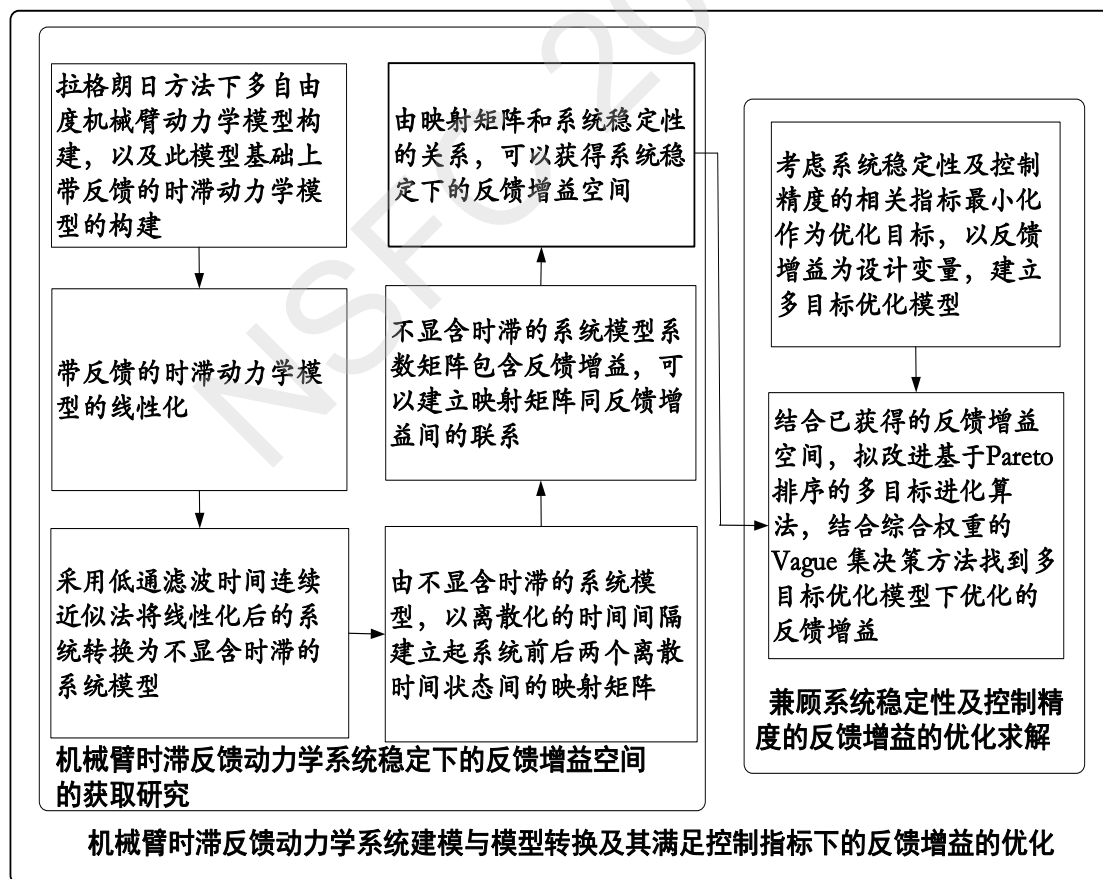 拉格朗日方法下多自由
度机械臂动力学模型构
建，以及此模型基础上
带反馈的时滞动力学模
型的构建
带反馈的时滞动力学模
型的线性化
采用低通滤波时间连续
近似法将线性化后的系
统转换为不显含时滞的
系统模型
由不显含时滞的系统模
型，以离散化的时间间隔
建立起系统前后两个离散
时间状态间的映射矩阵
不显含时滞的系统模型系
数矩阵包含反馈增益，可
以建立映射矩阵同反馈增
益间的联系
由映射矩阵和系统稳定性
的关系，可以获得系统稳
定下的反馈增益空间
机械臂时滞反馈动力学系统稳定下的反馈增益空间
的获取研究
考虑系统稳定性及控制
精度的相关指标最小化
作为优化目标，以反馈
增益为设计变量，建立
多目标优化模型
结合已获得的反馈增益
空间，拟改进基于Pareto
排序的多目标进化算
法，结合综合权重的
Vague 集决策方法找到多
目标优化模型下优化的
反馈增益
兼顾系统稳定性及控制精
度的反馈增益的优化求解
机械臂时滞反馈动力学系统建模与模型转换及其满足控制指标下的反馈增益的优化
NSFC 20